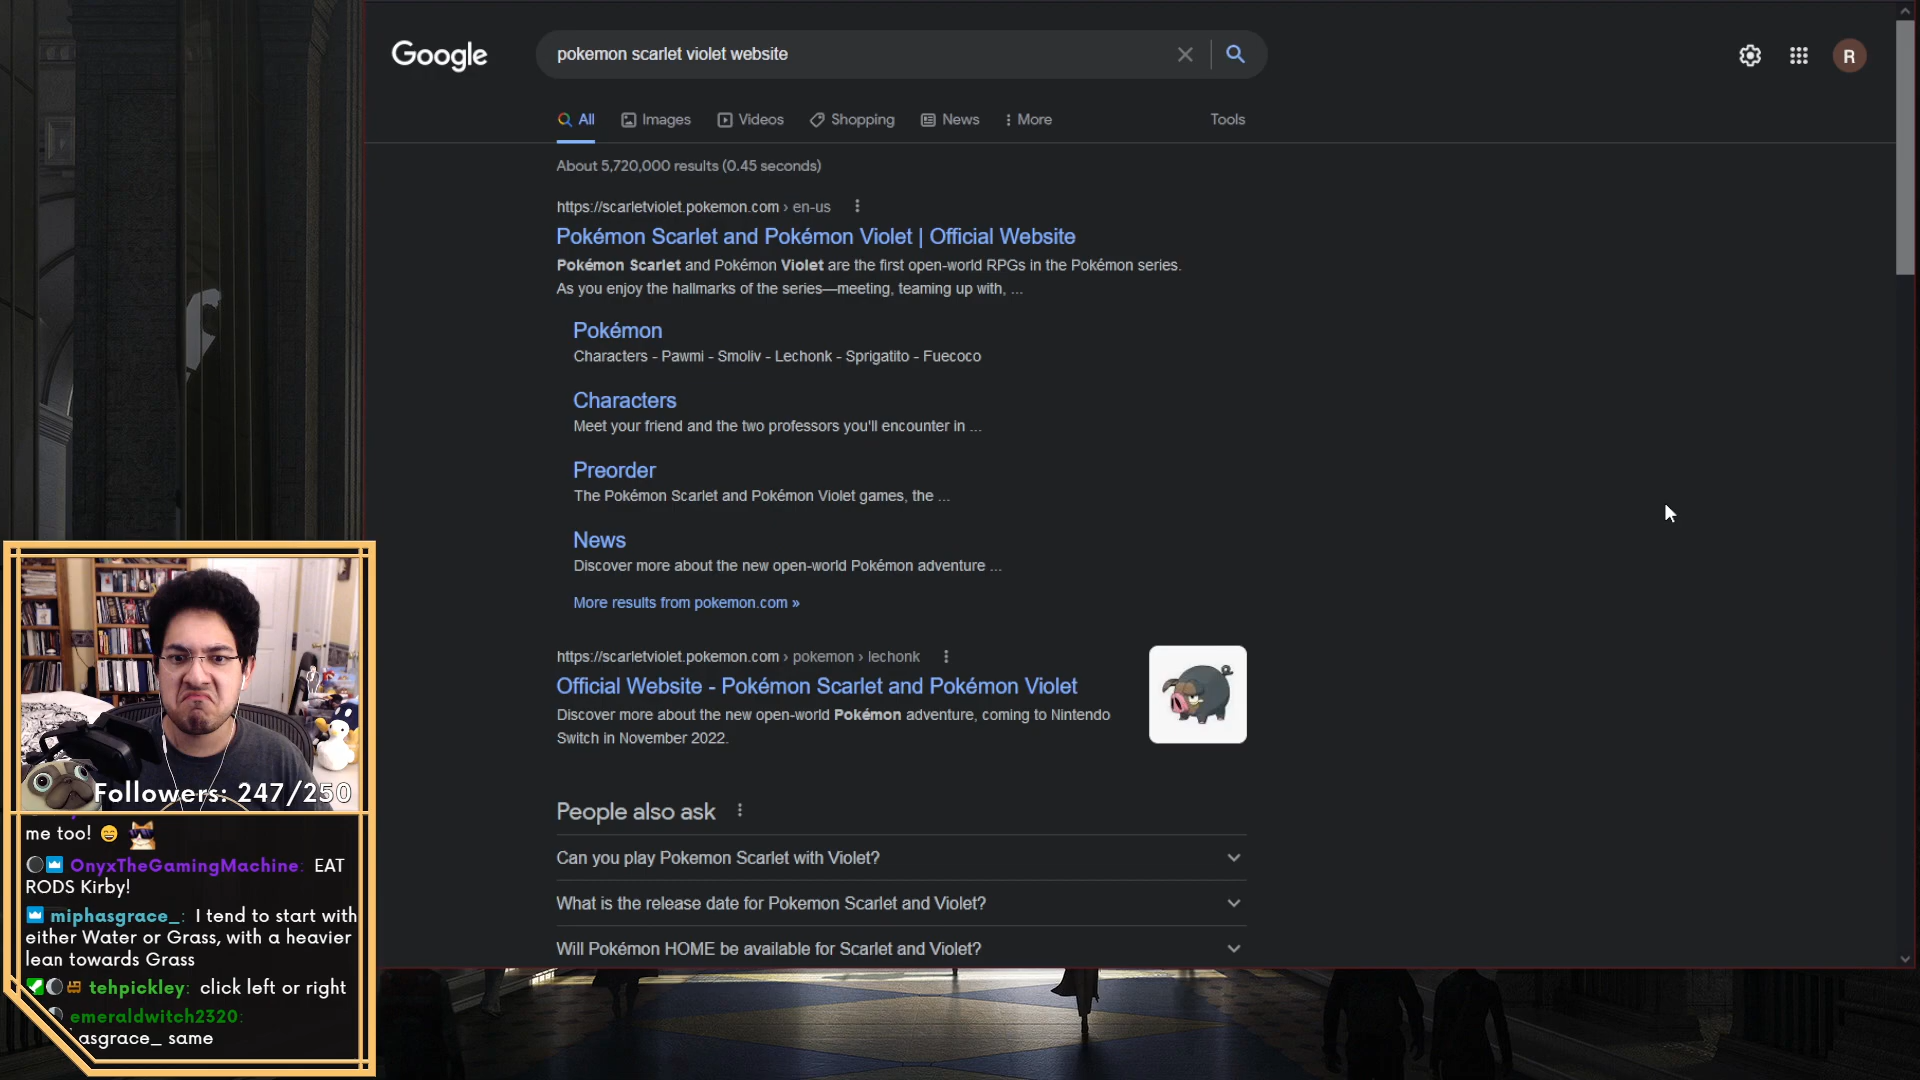 Google
pokemon scarlet violet website
R
All Images Videos Shopping News More Tools
About 5,720,000 results (0.45 seconds)
https://scarletviolet.pokemon.com › en-us
Pokémon Scarlet and Pokémon Violet | Official Website
Pokémon Scarlet and Pokémon Violet are the first open-world RPGs in the Pokémon series.
As you enjoy the hallmarks of the series—meeting, teaming up with, ...
Pokémon
Characters - Pawmi - Smoliv - Lechonk - Sprigatito - Fuecoco
Characters
Meet your friend and the two professors you'll encounter in ...
Preorder
The Pokémon Scarlet and Pokémon Violet games, the ...
News
Discover more about the new open-world Pokémon adventure ...
More results from pokemon.com »
https://scarletviolet.pokemon.com › pokemon › lechonk
Official Website - Pokémon Scarlet and Pokémon Violet
Discover more about the new open-world Pokémon adventure, coming to Nintendo
Switch in November 2022.
People also ask
Can you play Pokemon Scarlet with Violet?
What is the release date for Pokemon Scarlet and Violet?
Will Pokémon HOME be available for Scarlet and Violet?
Followers: 247/250
me too!
OnyxTheGamingMachine: EAT
RODS Kirby!
miphasgrace_: I tend to start with
either Water or Grass, with a heavier
lean towards Grass
tehpickley: click left or right
emeraldwitch2320:
asgrace_ same